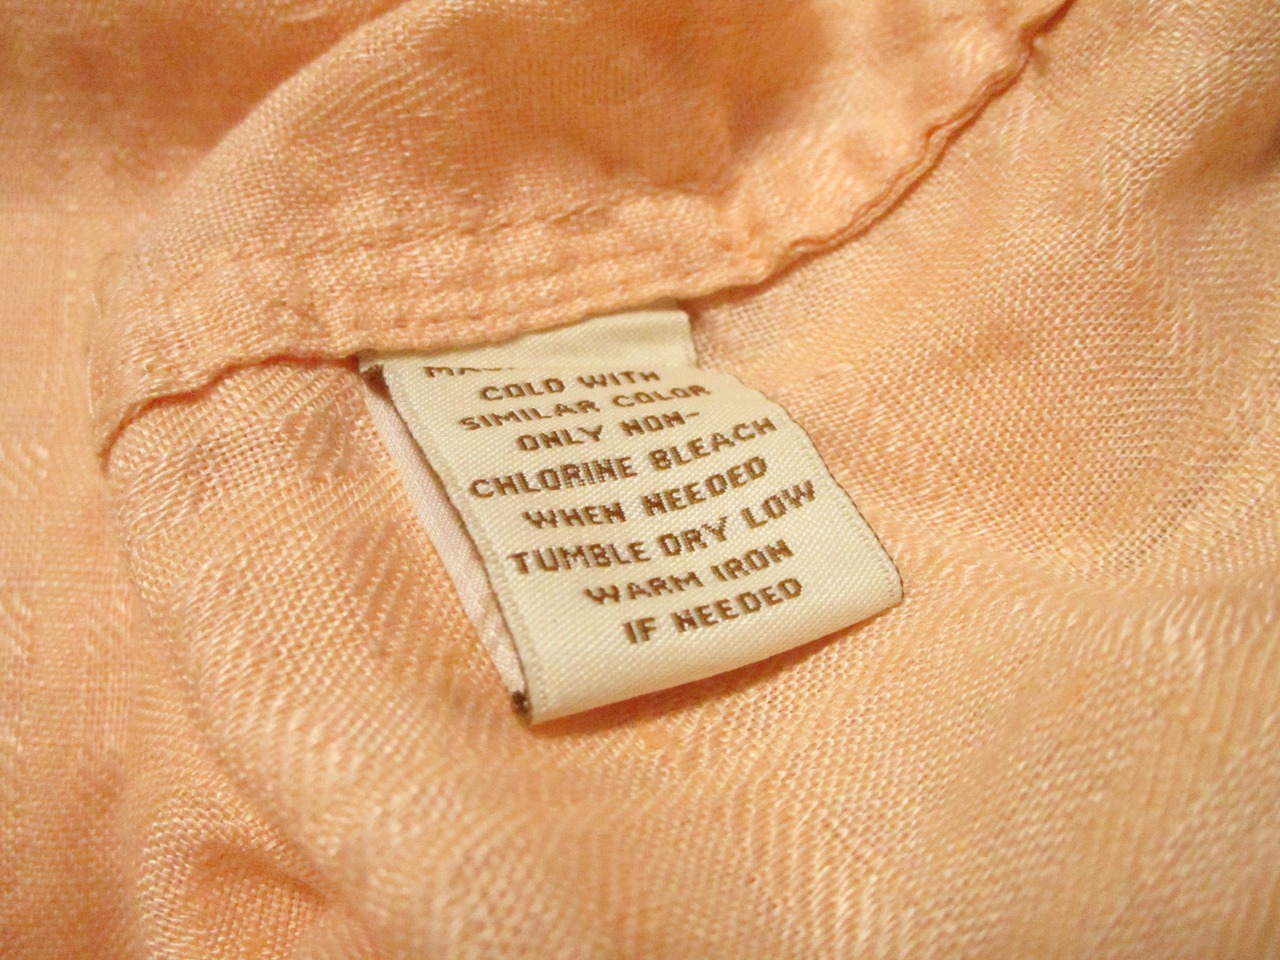 COLD WITH
SIMILAR COLOR
ONLY NON-
CHLORINE BLEACH
WHEN NEEDED
TUMBLE DRY LOW
WARM IRON
IF NEEDED